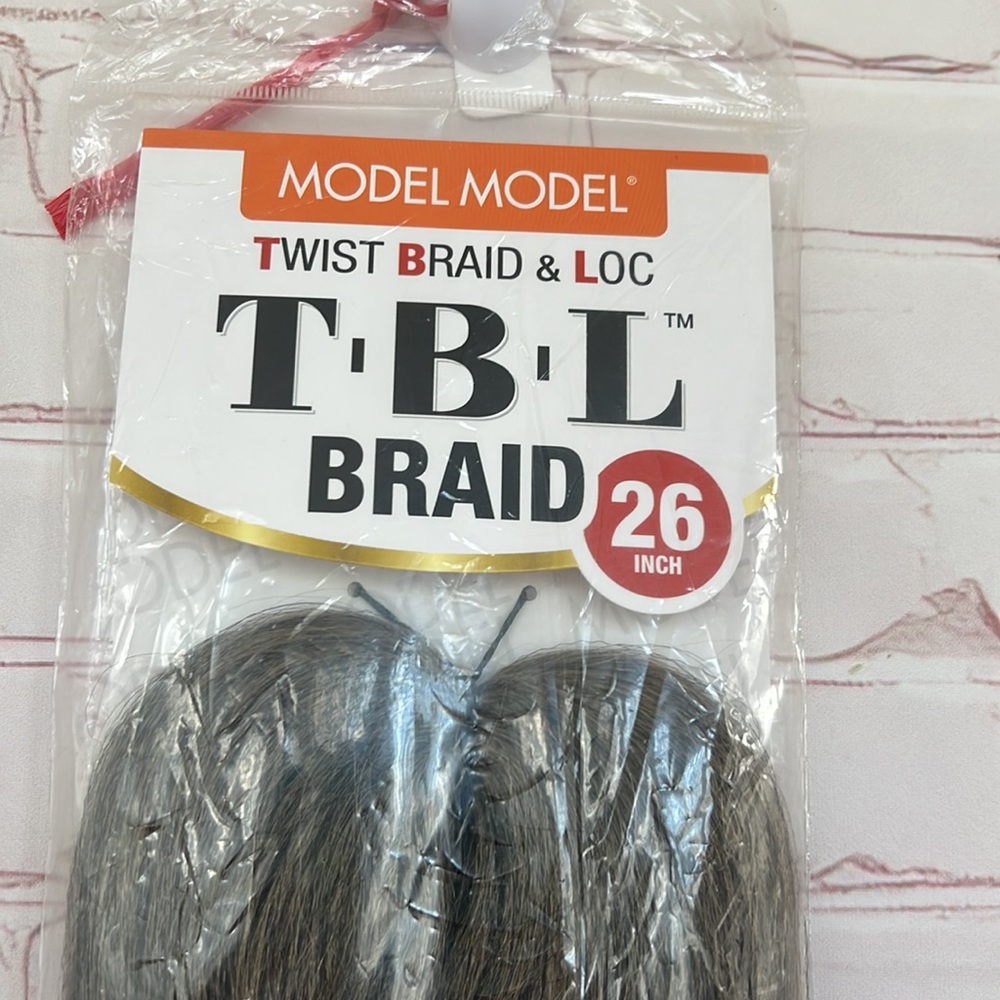 MODEL MODEL®
TWIST BRAID & LOC
T·B·L™
BRAID
26
INCH